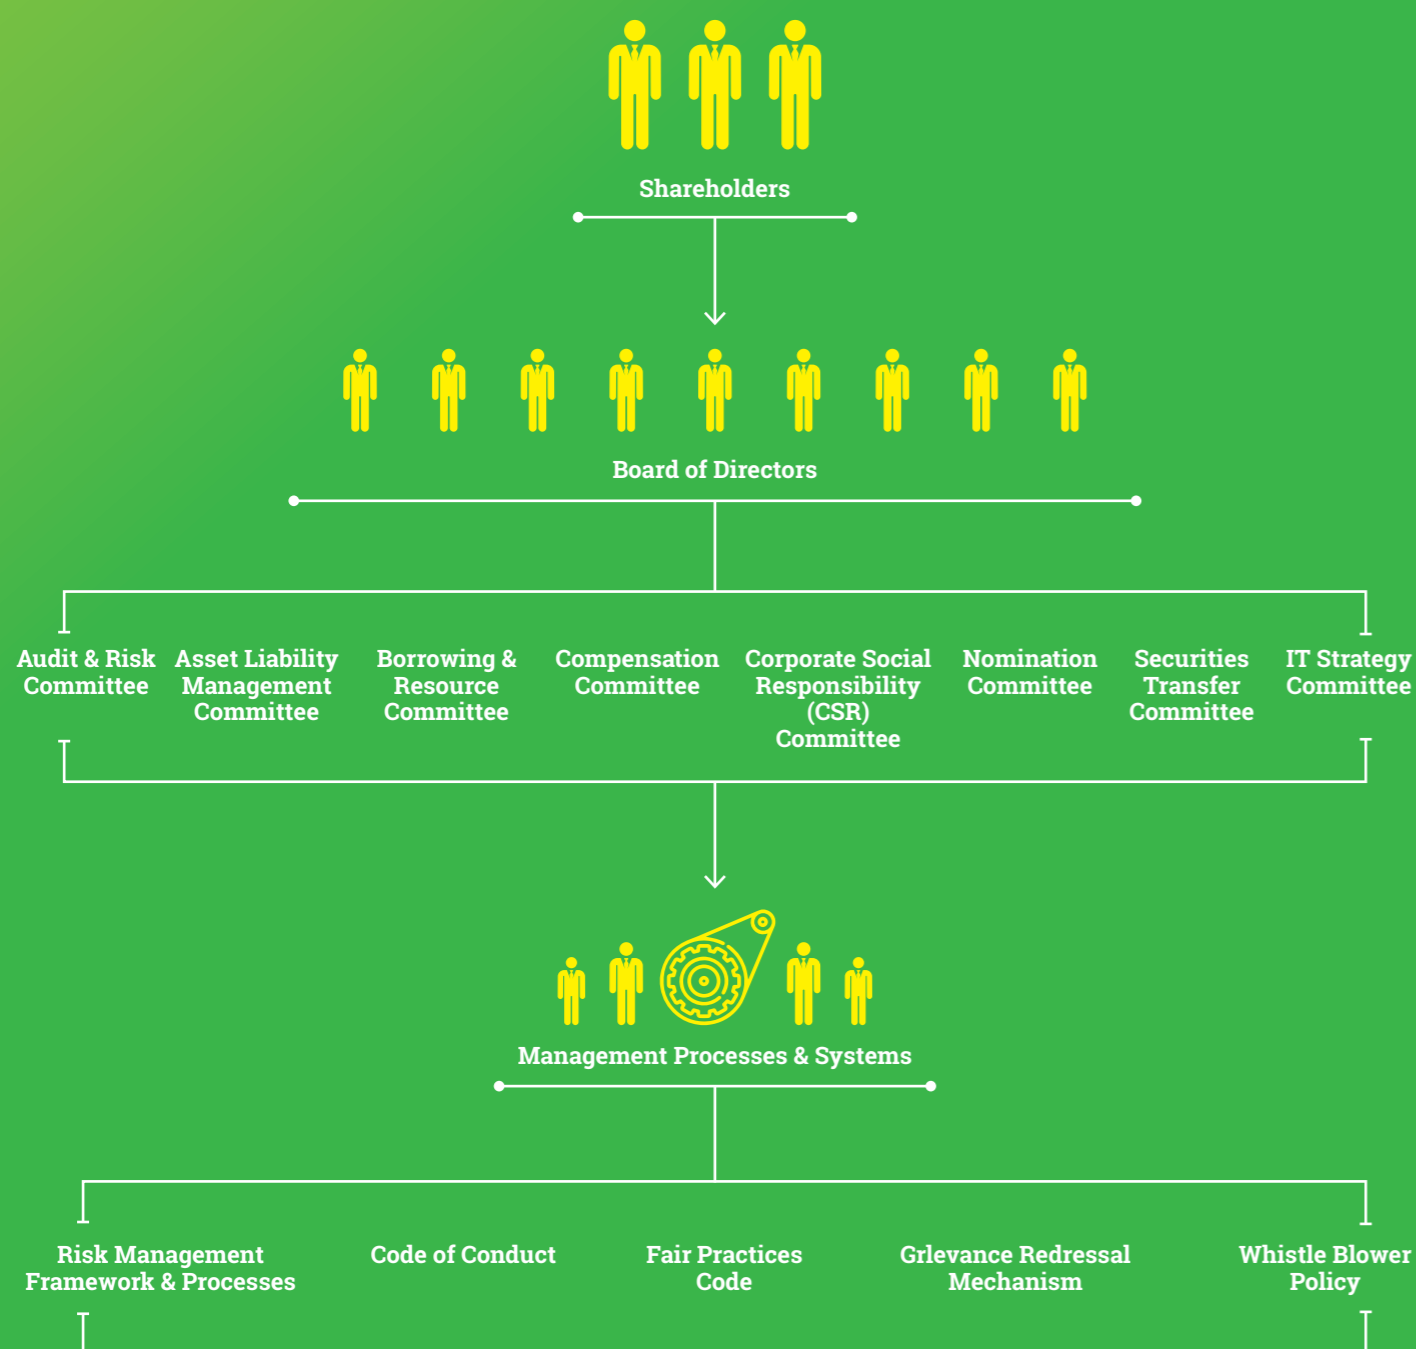 Shareholders
Board of Directors
Audit & Risk
Committee
Asset Liability
Management
Committee
Borrowing &
Resource
Committee
Compensation
Committee
Corporate Social
Responsibility
(CSR)
Committee
Nomination
Committee
Securities
Transfer
Committee
IT Strategy
Committee
Management Processes & Systems
Risk Management
Framework & Processes
Code of Conduct
Fair Practices
Code
Grlevance Redressal
Mechanism
Whistle Blower
Policy